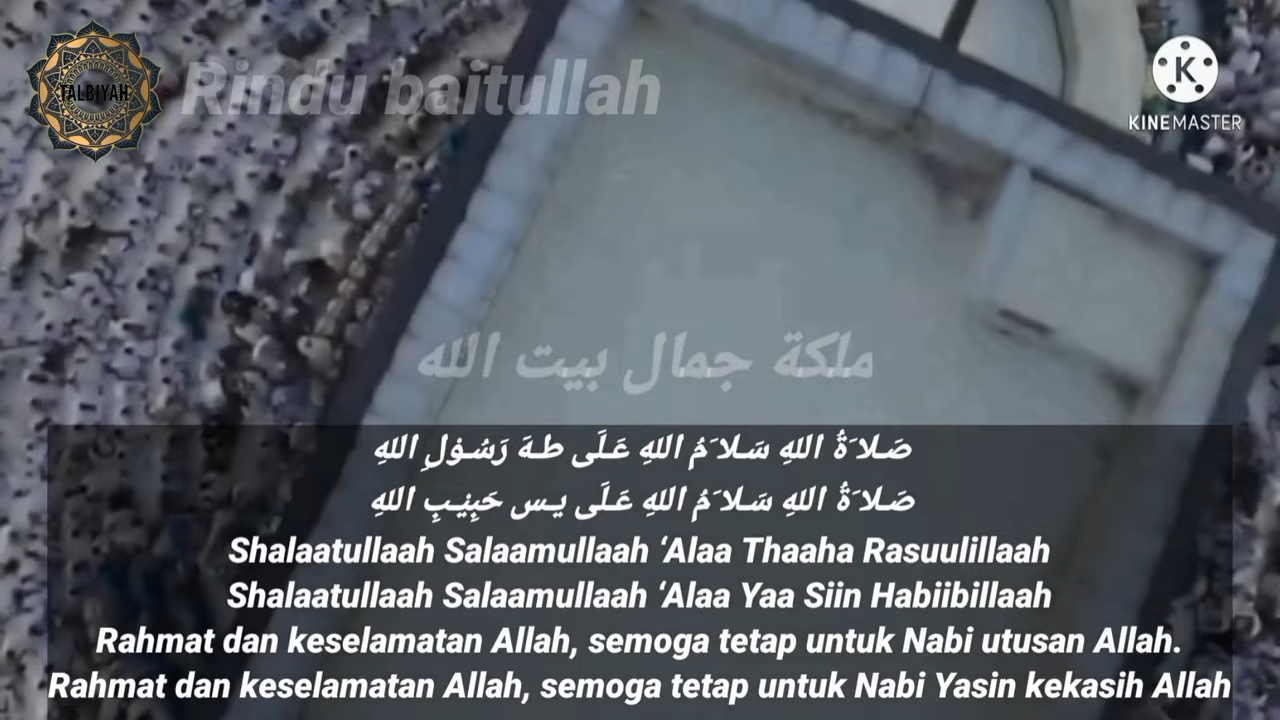 TALBIYAH
Rindu baitullah
K
KINEMASTER
ملكة جمال بيت الله
صَلاَةُ اللهِ سَلاَمُ اللهِ عَلَى طٰهَ رَسُوْلِ اللهِ
صَلاَةُ اللهِ سَلاَمُ اللهِ عَلَى يس حَبِيْبِ اللهِ
Shalaatullaah Salaamullaah ‘Alaa Thaaha Rasuulillaah
Shalaatullaah Salaamullaah ‘Alaa Yaa Siin Habiibillaah
Rahmat dan keselamatan Allah, semoga tetap untuk Nabi utusan Allah.
Rahmat dan keselamatan Allah, semoga tetap untuk Nabi Yasin kekasih Allah